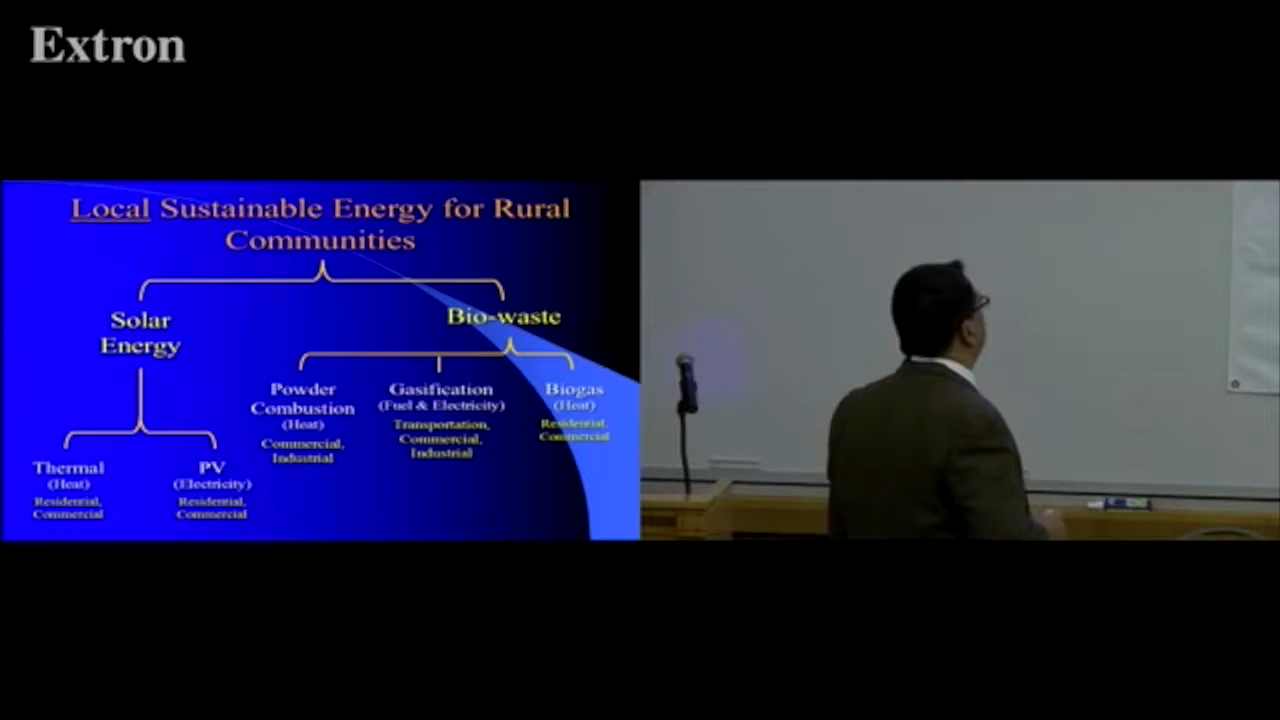 Extron
Local Sustainable Energy for Rural
Communities
Solar
Energy
Bio-waste
Powder
Combustion
(Heat)
Commercial,
Industrial
Gasification
(Fuel & Electricity)
Transportation,
Commercial,
Industrial
Biogas
(Heat)
Residential,
Commercial
Thermal
(Heat)
Residential,
Commercial
PV
(Electricity)
Residential,
Commercial